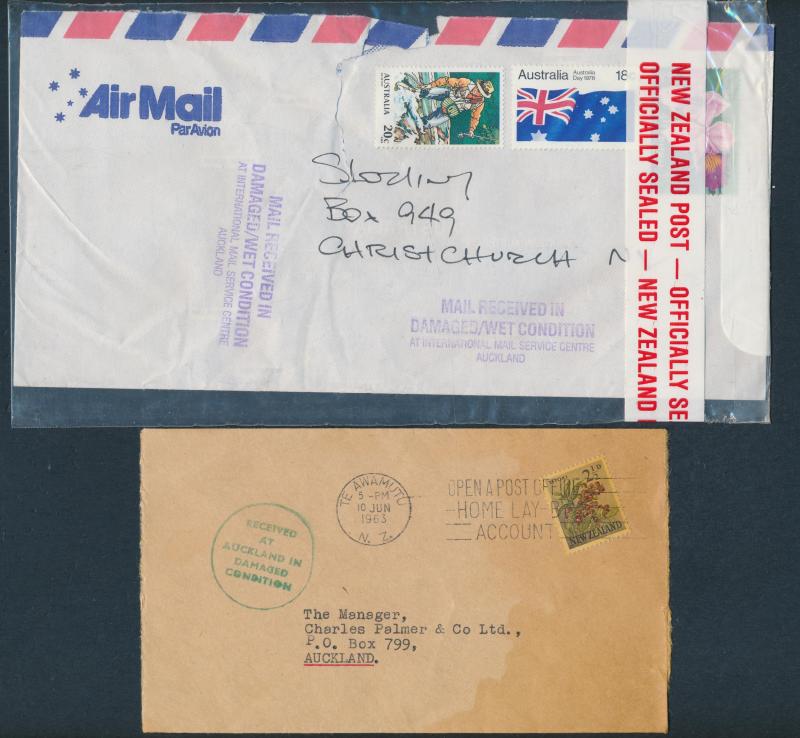 Air Mail
Par Avion
AUSTRALIA
20c
Australia
Australia Day 1978
18c
MAIL RECEIVED IN
DAMAGED/WET CONDITION
AT INTERNATIONAL MAIL SERVICE CENTRE
AUCKLAND
Box 949
CHRISTCHURCH N
MAIL RECEIVED IN
DAMAGED/WET CONDITION
AT INTERNATIONAL MAIL SERVICE CENTRE
AUCKLAND
NEW ZEALAND POST — OFFICIALLY SE
OFFICIALLY SEALED — NEW ZEALAND
TE AWAMUTU
5 -PM
10 JUN
1963
N. Z.
OPEN A POST OFFICE
HOME LAY-BY
ACCOUNT
2½D
NEW ZEALAND
RECEIVED
AT
AUCKLAND IN
DAMAGED
CONDITION
The Manager,
Charles Palmer & Co Ltd.,
P.O. Box 799,
AUCKLAND.